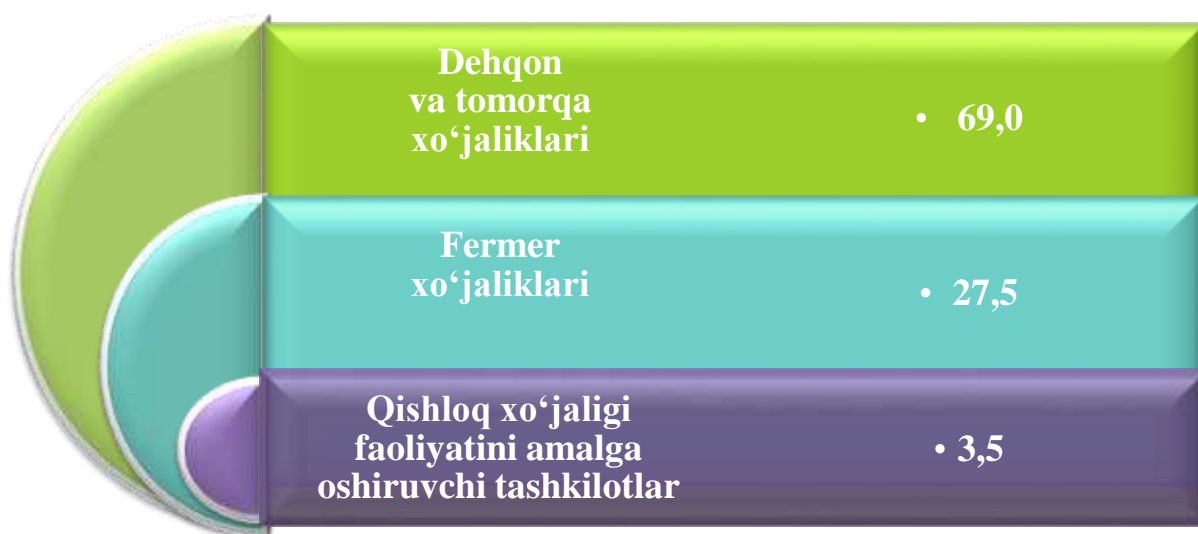 Dehqon
va tomorqa
xo‘jaliklari
• 69,0
Fermer
xo‘jaliklari
• 27,5
Qishloq xo‘jaligi
faoliyatini amalga
oshiruvchi tashkilotlar
• 3,5